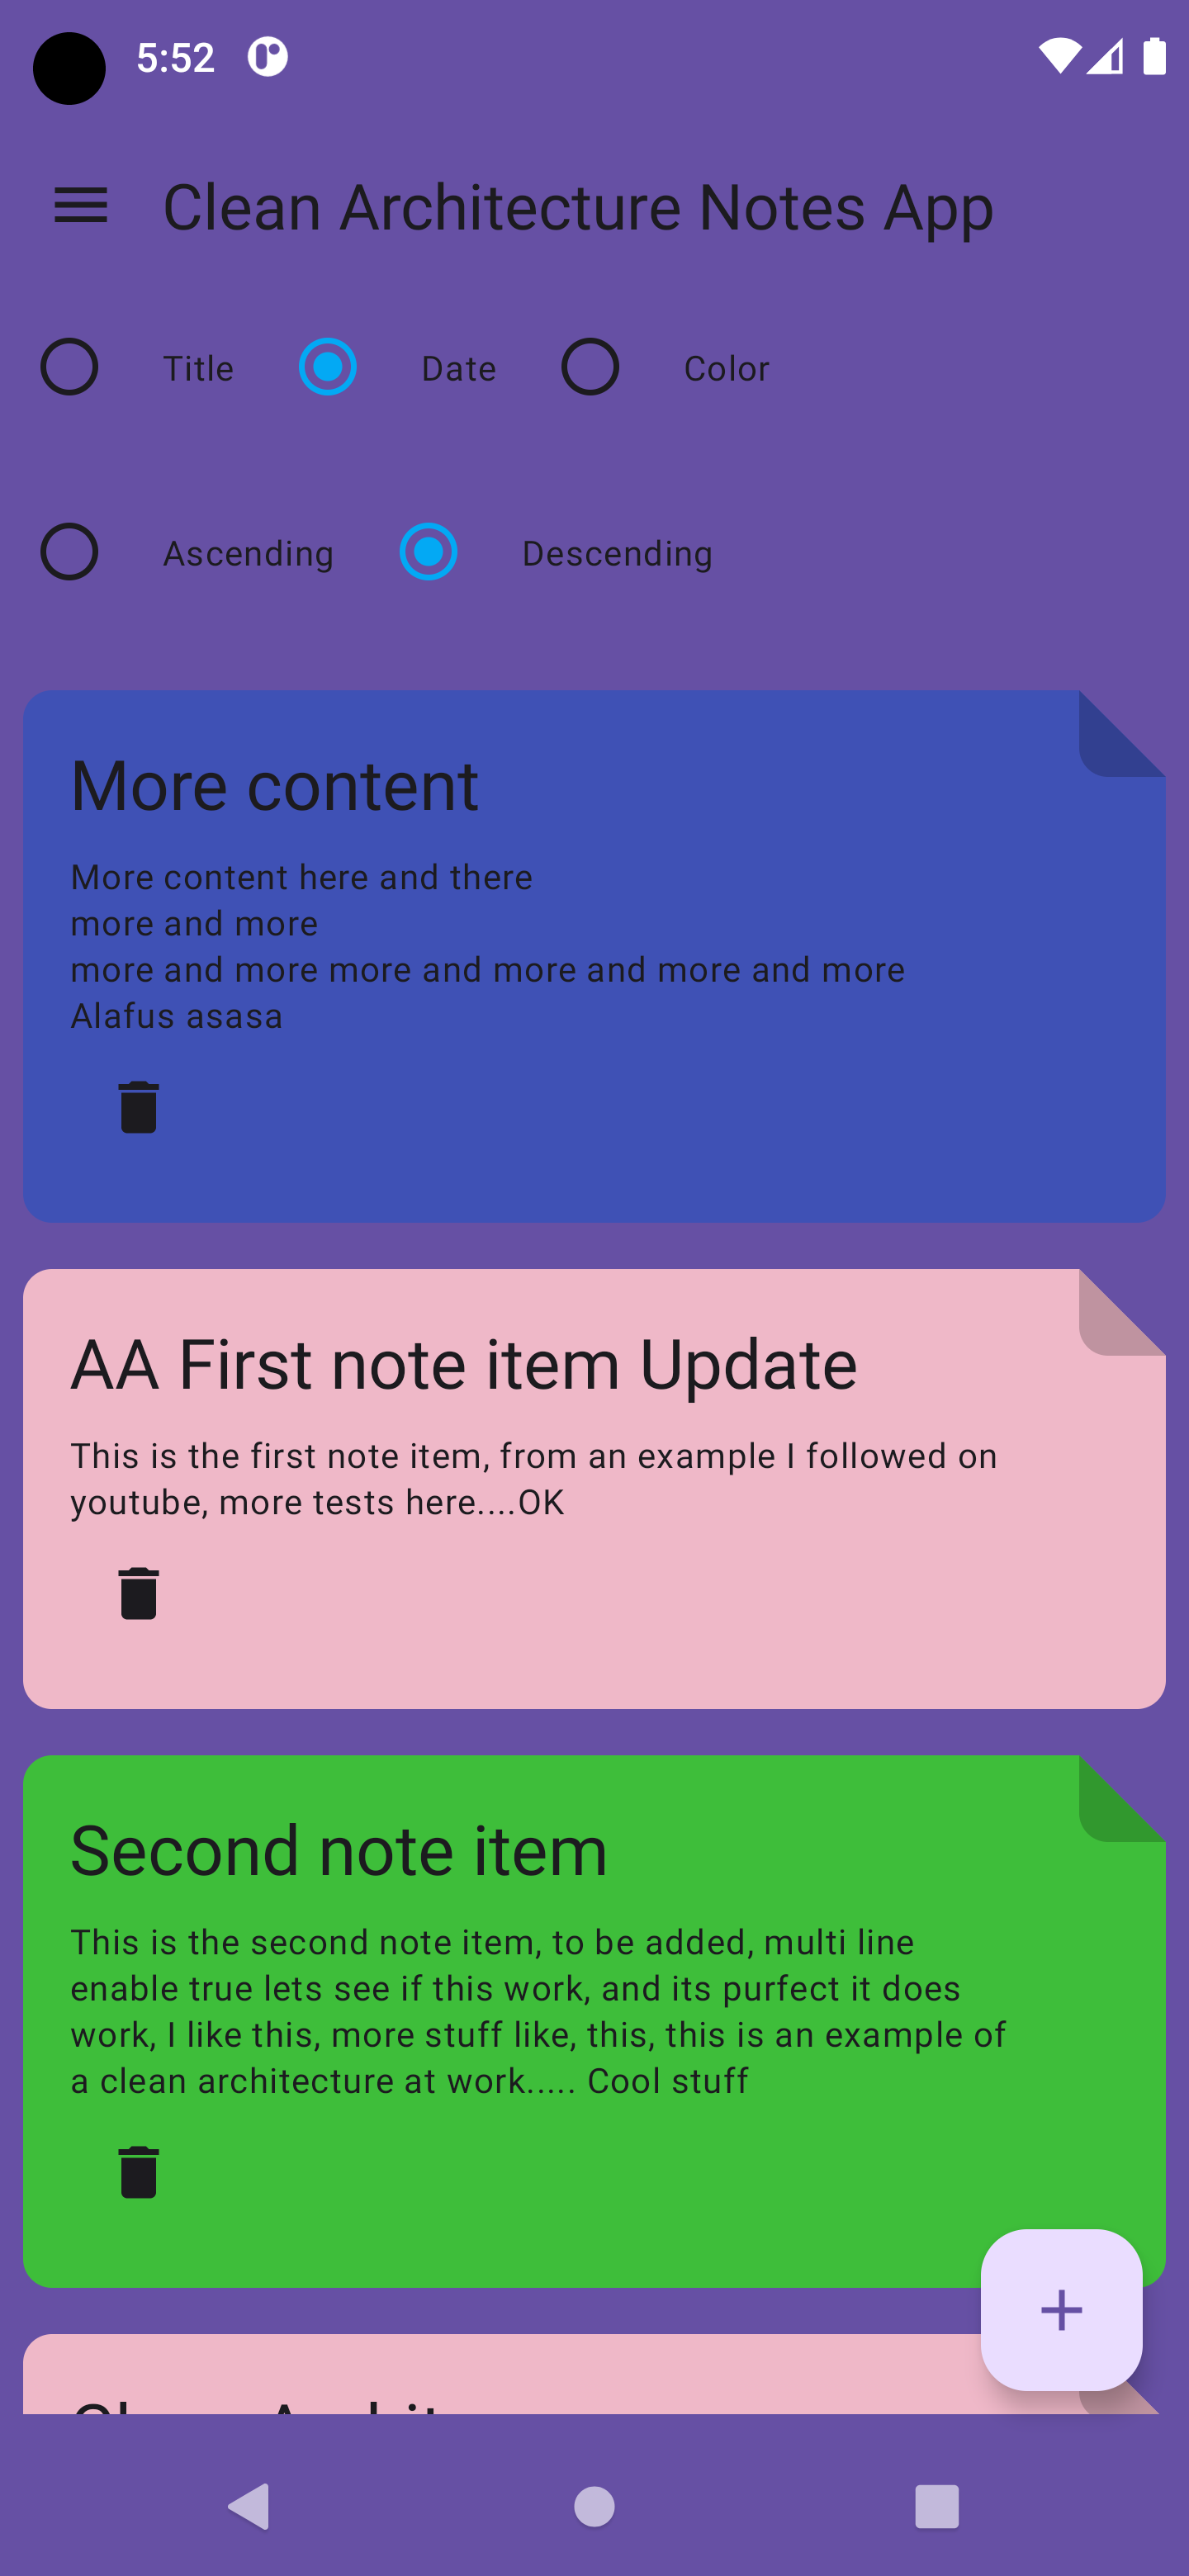 5:52
Clean Architecture Notes App
Title Date Color
Ascending Descending
More content
More content here and there
more and more
more and more more and more and more and more
Alafus asasa
AA First note item Update
This is the first note item, from an example I followed on
youtube, more tests here....OK
Second note item
This is the second note item, to be added, multi line
enable true lets see if this work, and its purfect it does
work, I like this, more stuff like, this, this is an example of
a clean architecture at work..... Cool stuff